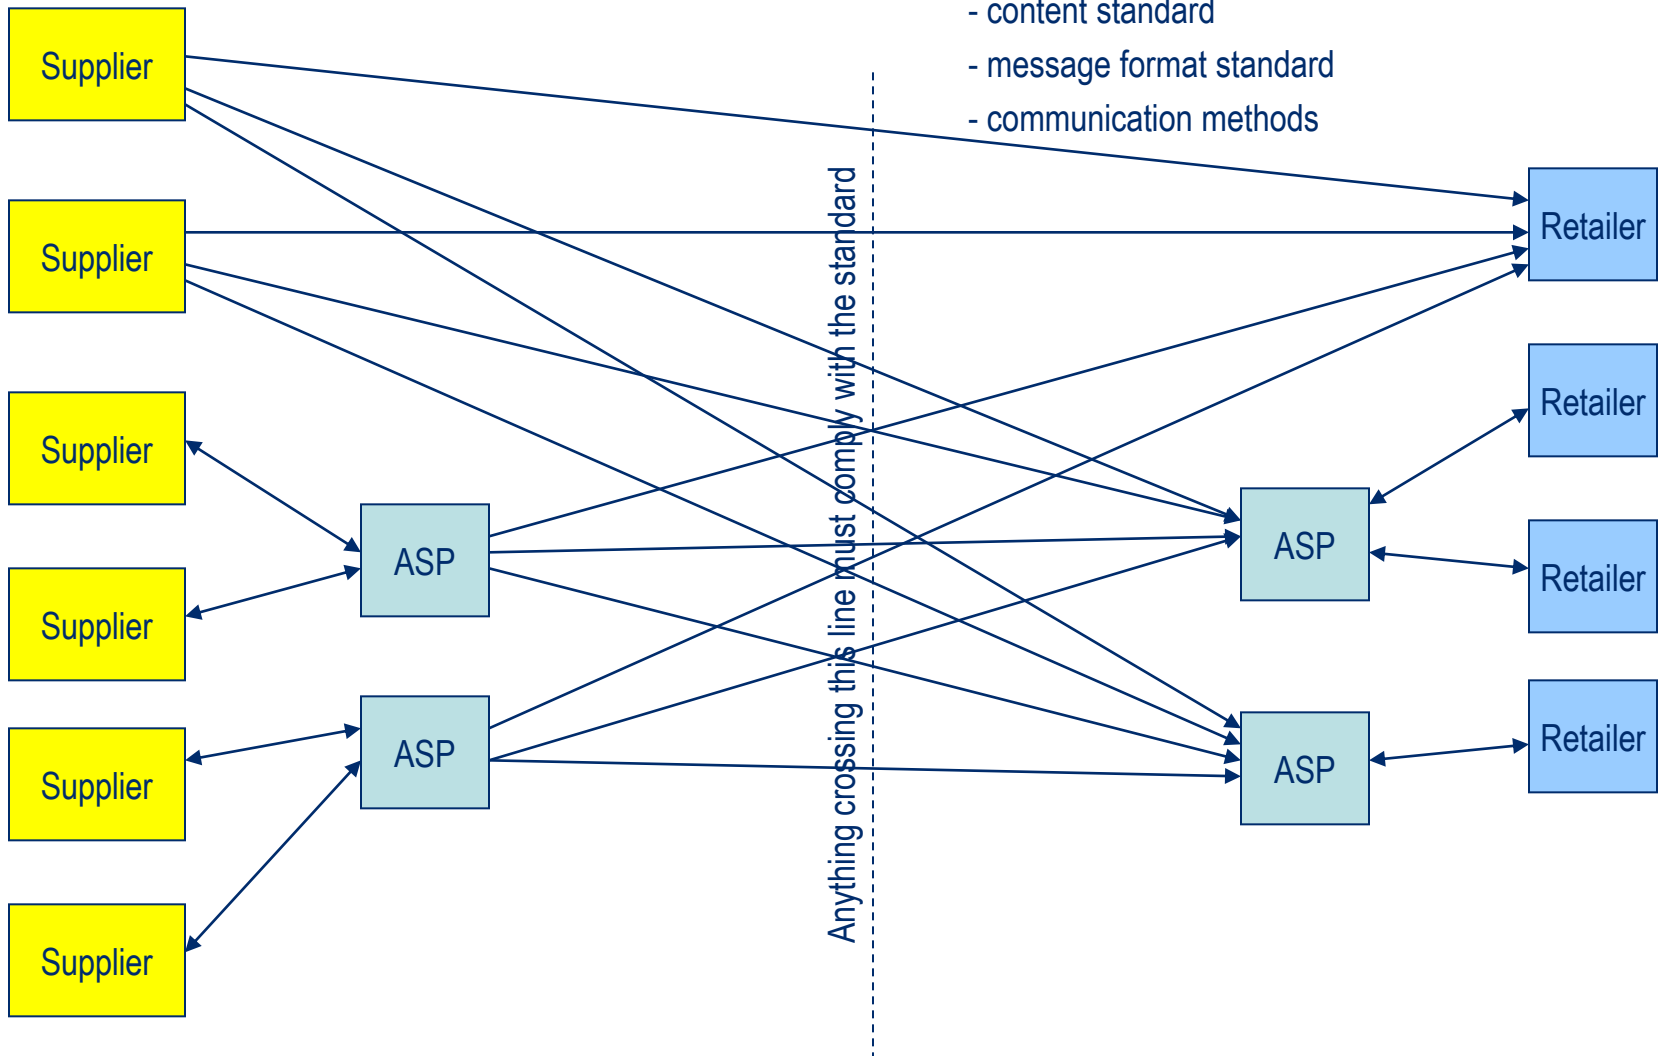 - content standard
- message format standard
- communication methods
Supplier
Supplier
Supplier
Supplier
Supplier
Supplier
ASP
ASP
Anything crossing this line must comply with the standard
ASP
ASP
Retailer
Retailer
Retailer
Retailer